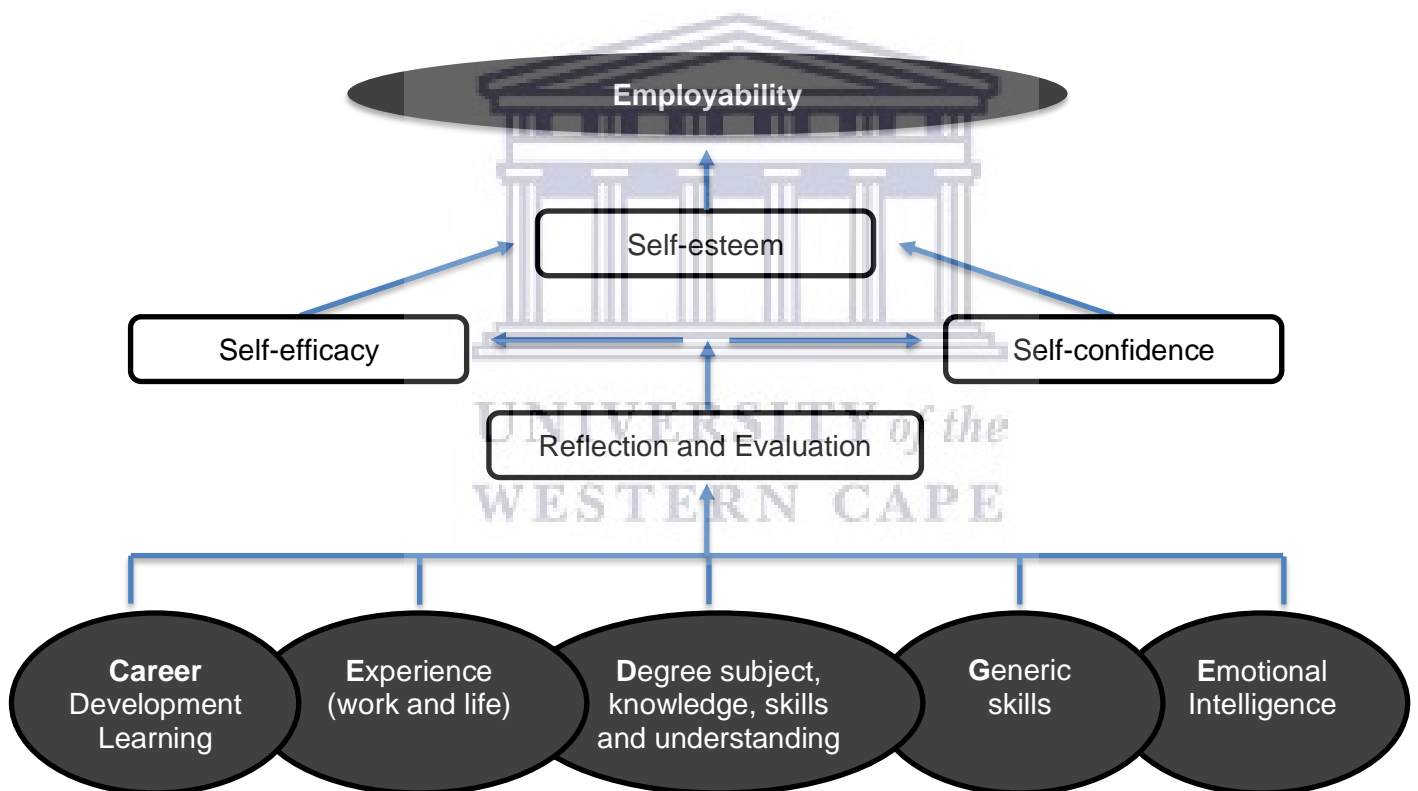 Employability
Self-esteem
Self-efficacy
Self-confidence
UNIVERSITY of the
Reflection and Evaluation
WESTERN CAPE
Career
Development
Learning
Experience
(work and life)
Degree subject,
knowledge, skills
and understanding
Generic
skills
Emotional
Intelligence